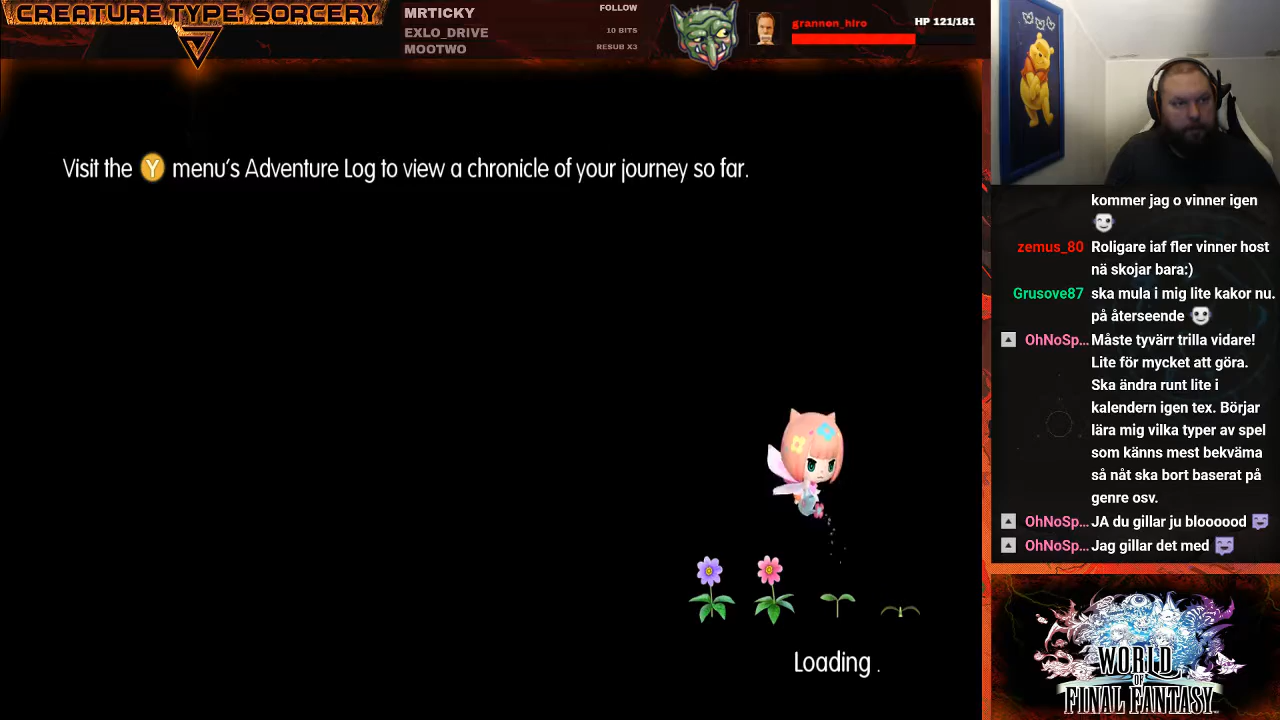 CREATURE TYPE: SORCERY
MRTICKY
EXLO_DRIVE
MOOTWO
FOLLOW
10 BITS
RESUB X3
grannon_hiro
HP 121/181
Visit the Y menu's Adventure Log to view a chronicle of your journey so far.
Loading .
kommer jag o vinner igen
zemus_80 Roligare iaf fler vinner host
nä skojar bara:)
Grusove87 ska mula i mig lite kakor nu.
på återseende
OhNoSp... Måste tyvärr trilla vidare!
Lite för mycket att göra.
Ska ändra runt lite i
kalendern igen tex. Börjar
lära mig vilka typer av spel
som känns mest bekväma
så nåt ska bort baserat på
genre osv.
OhNoSp... JA du gillar ju bloooood
OhNoSp... Jag gillar det med
WORLD
OF
FINAL FANTASY